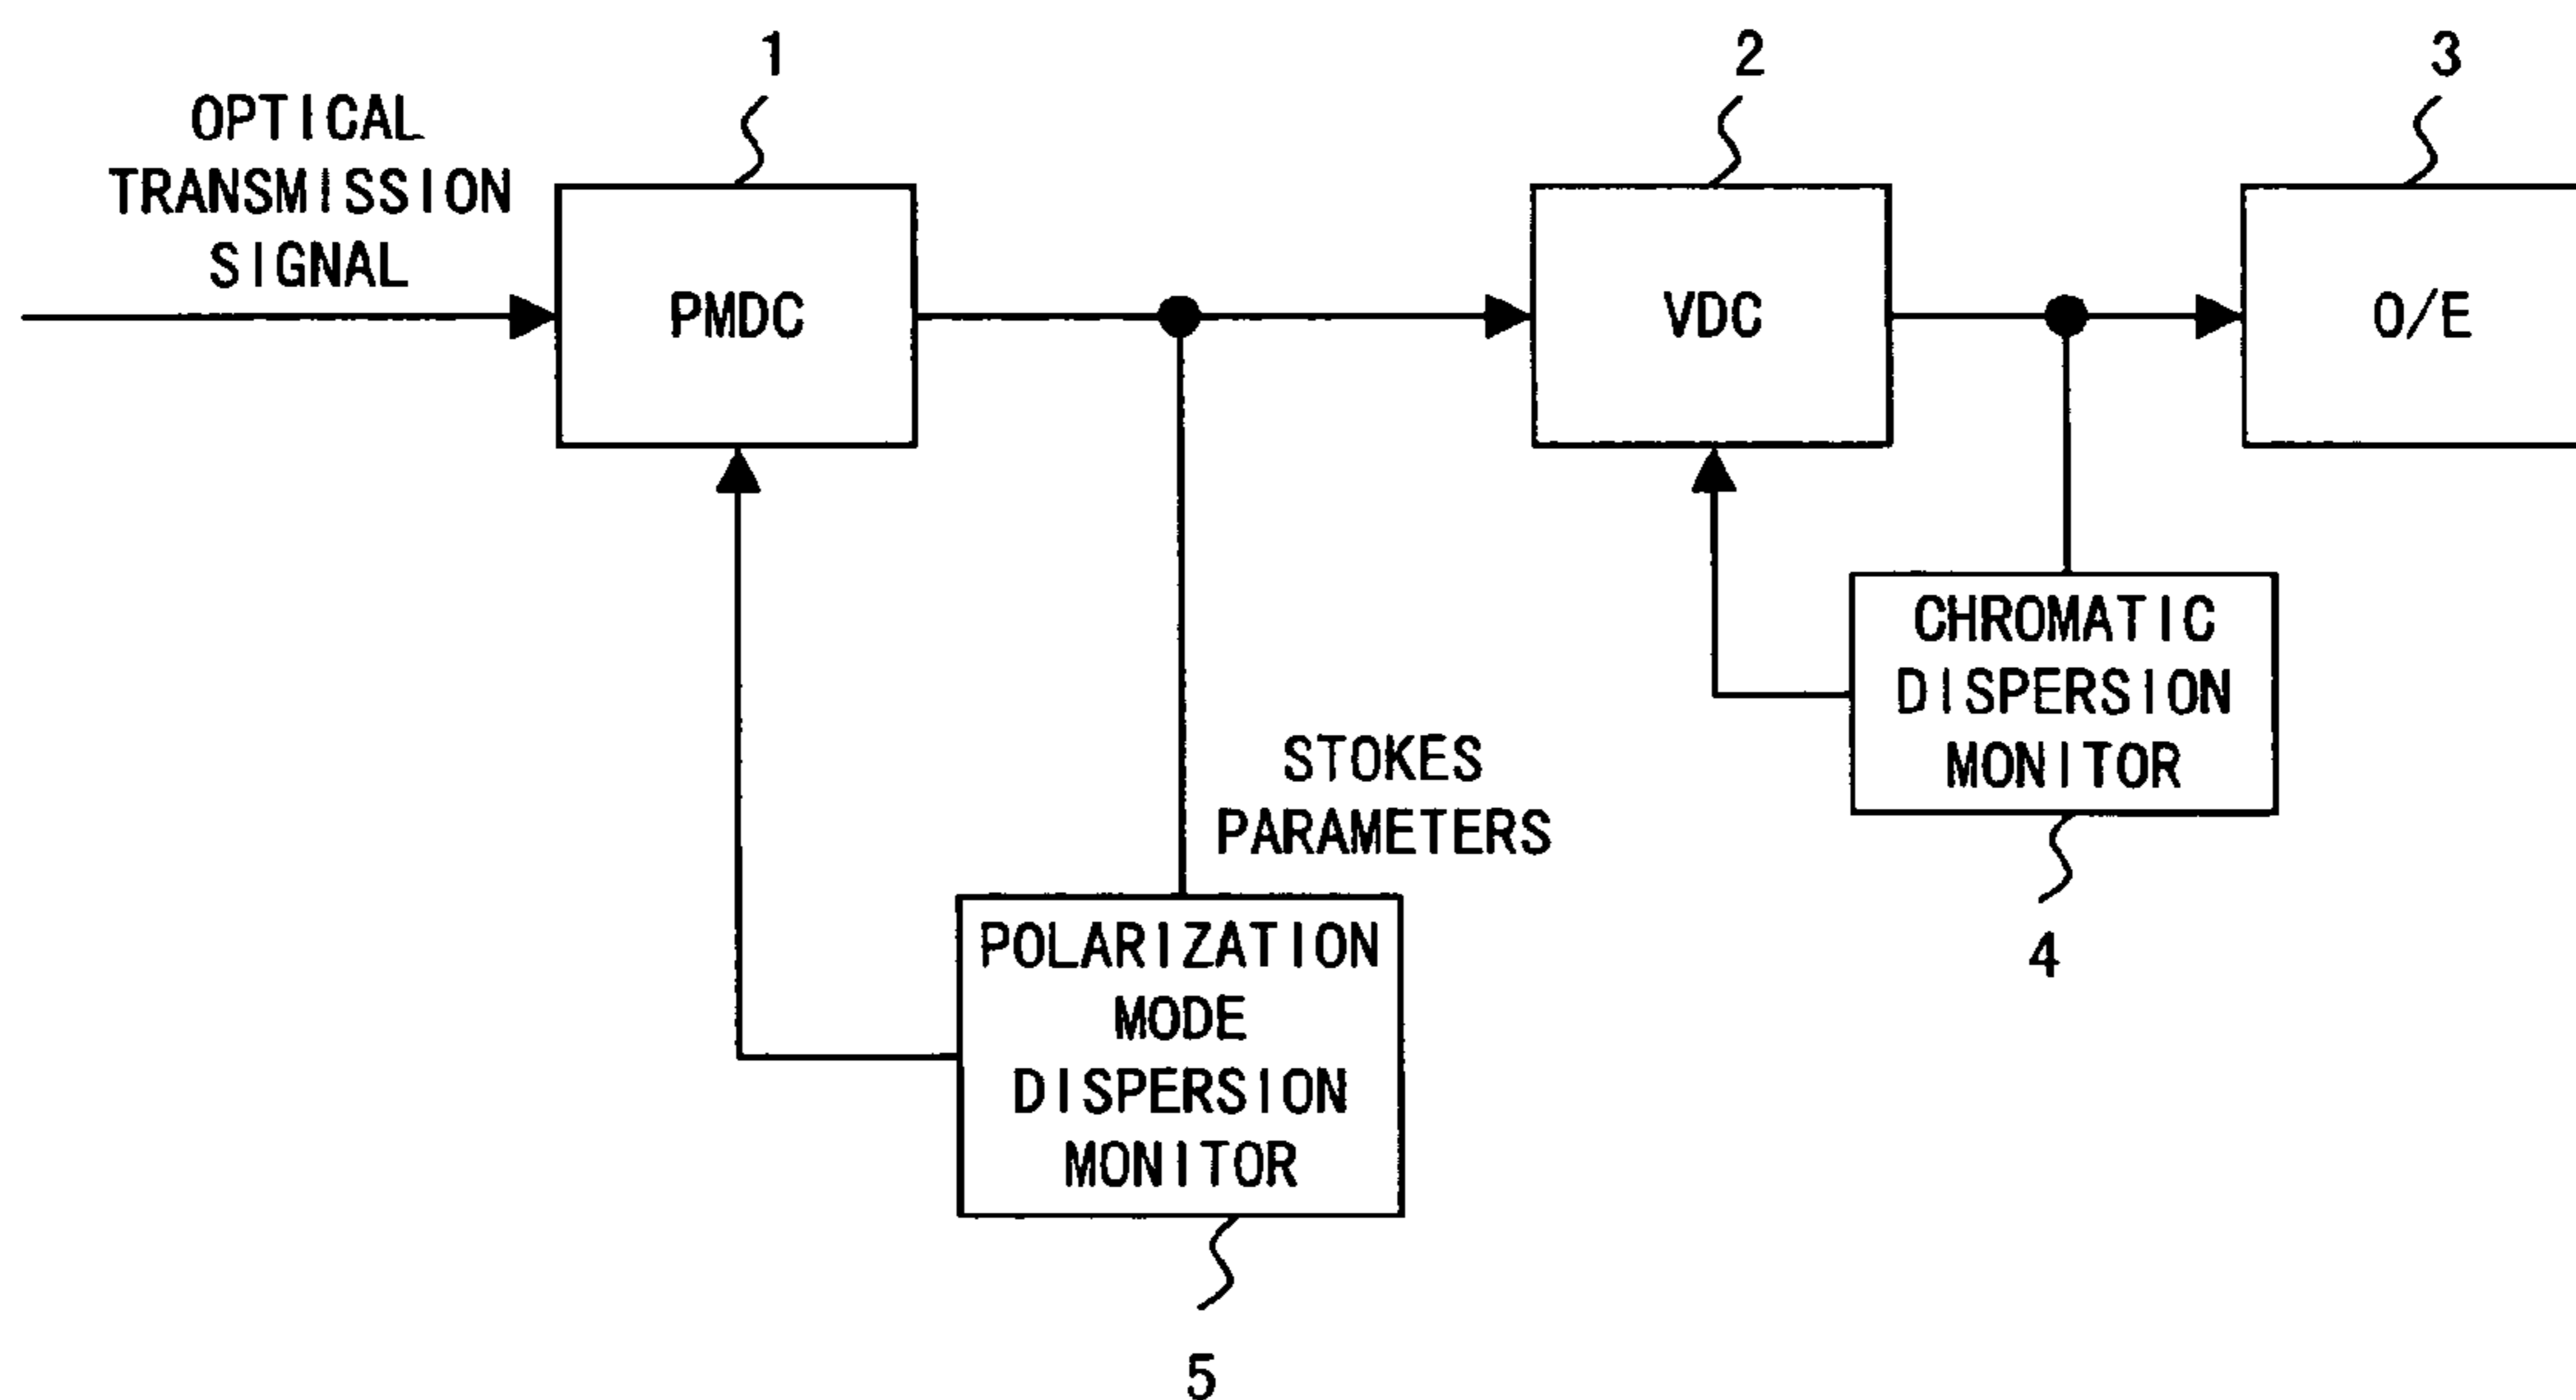 1
2
3
OPTICAL
TRANSMISSION
SIGNAL
PMDC
VDC
O/E
CHROMATIC
DISPERSION
MONITOR
STOKES
PARAMETERS
4
POLARIZATION
MODE
DISPERSION
MONITOR
5